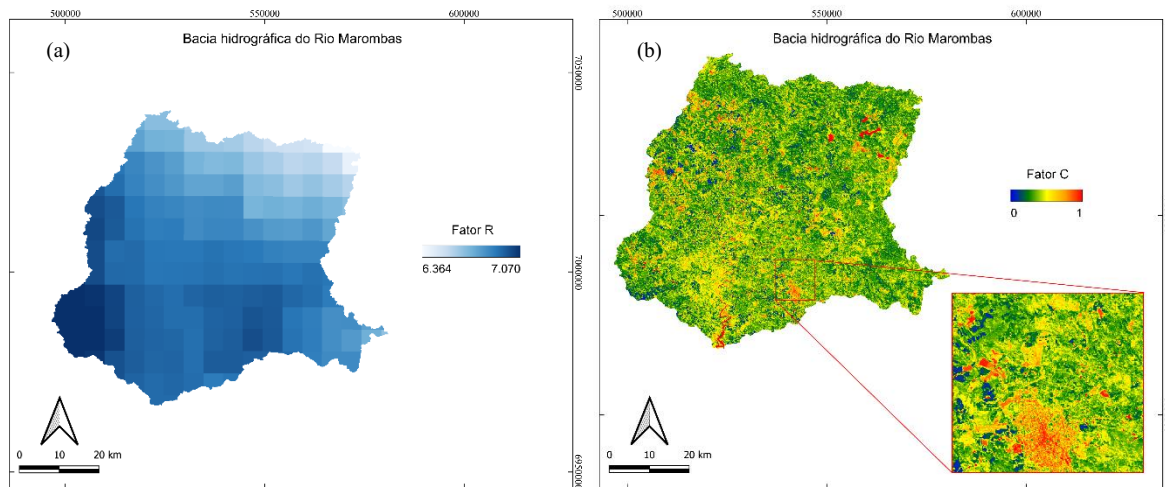 500000 550000 600000
(a)
Bacia hidrográfica do Rio Marombas
7050000
Fator R
6.364 7.070
7000000
0 10 20 km
6950000
500000 550000 600000
(b)
Bacia hidrográfica do Rio Marombas
Fator C
0 1
0 10 20 km